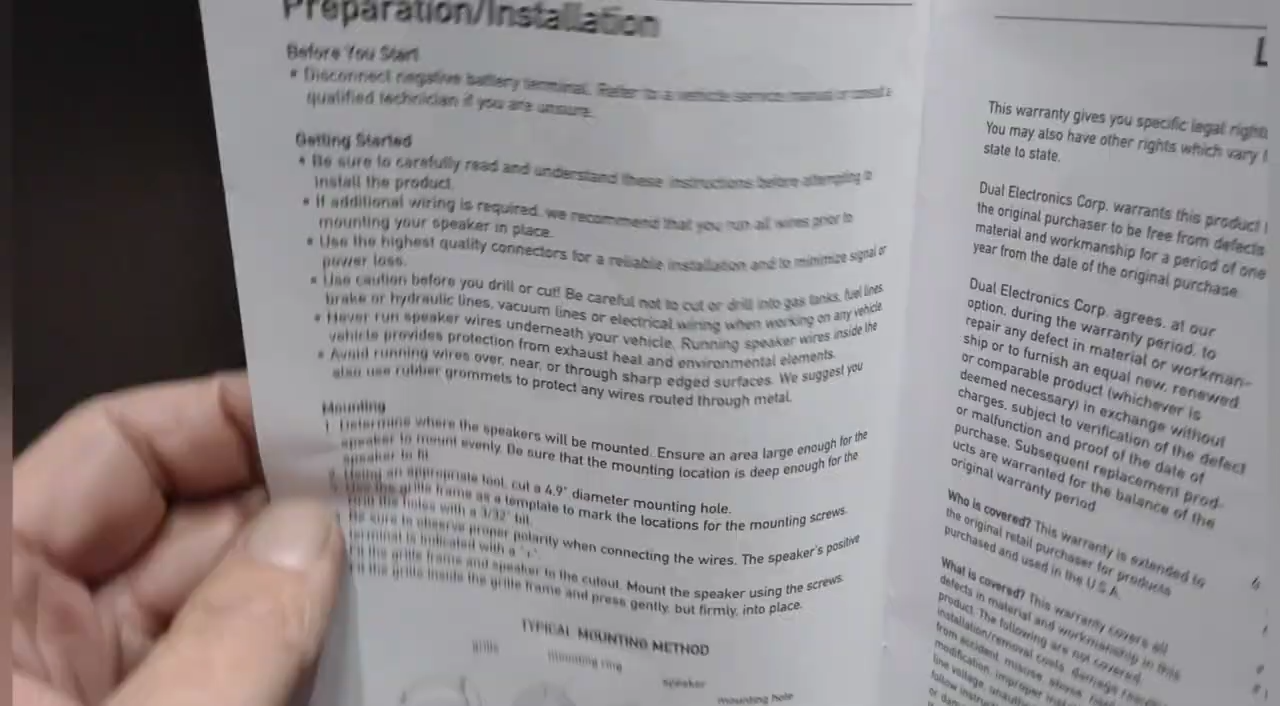 Preparation/Installation
Before You Start
• Disconnect negative battery terminal. Refer to a vehicle service manual or consult a
qualified technician if you are unsure.
Getting Started
• Be sure to carefully read and understand these instructions before attempting to
install the product.
• If additional wiring is required, we recommend that you run all wires prior to
mounting your speaker in place.
• Use the highest quality connectors for a reliable installation and to minimize signal or
power loss.
• Use caution before you drill or cut! Be careful not to cut or drill into gas tanks, fuel lines
brake or hydraulic lines, vacuum lines or electrical wiring when working on any vehicle
• Never run speaker wires underneath your vehicle. Running speaker wires inside the
vehicle provides protection from exhaust heat and environmental elements.
• Avoid running wires over, near, or through sharp edged surfaces. We suggest you
also use rubber grommets to protect any wires routed through metal.
Mounting
1. Determine where the speakers will be mounted. Ensure an area large enough for the
speaker to mount evenly. Be sure that the mounting location is deep enough for the
speaker to fit.
Using an appropriate tool, cut a 4.9" diameter mounting hole.
Use the grille frame as a template to mark the locations for the mounting screws.
the holes with a 3/32" bit.
Be sure to observe proper polarity when connecting the wires. The speaker's positive
is indicated with a "+".
the grille frame and speaker to the cutout. Mount the speaker using the screws.
the grille inside the grille frame and press gently, but firmly, into place.
TYPICAL MOUNTING METHOD
grille
mounting ring
speaker
mounting hole
L
This warranty gives you specific legal rights
You may also have other rights which vary f
state to state.
Dual Electronics Corp. warrants this product
the original purchaser to be free from defects
material and workmanship for a period of one
year from the date of the original purchase.
Dual Electronics Corp. agrees, at our
option, during the warranty period, to
repair any defect in material or workman-
ship or to furnish an equal new, renewed
or comparable product (whichever is
deemed necessary) in exchange without
charges, subject to verification of the defect
or malfunction and proof of the date of
purchase. Subsequent replacement prod-
ucts are warranted for the balance of the
original warranty period
Who is covered? This warranty is extended to
the original retail purchaser for products
purchased and used in the U.S.A.
What is covered? This warranty covers all
defects in material and workmanship in this
product. The following are not covered:
installation/removal costs, damage
from accident, misuse, abuse,
modification, improper
line voltage,
follow
or